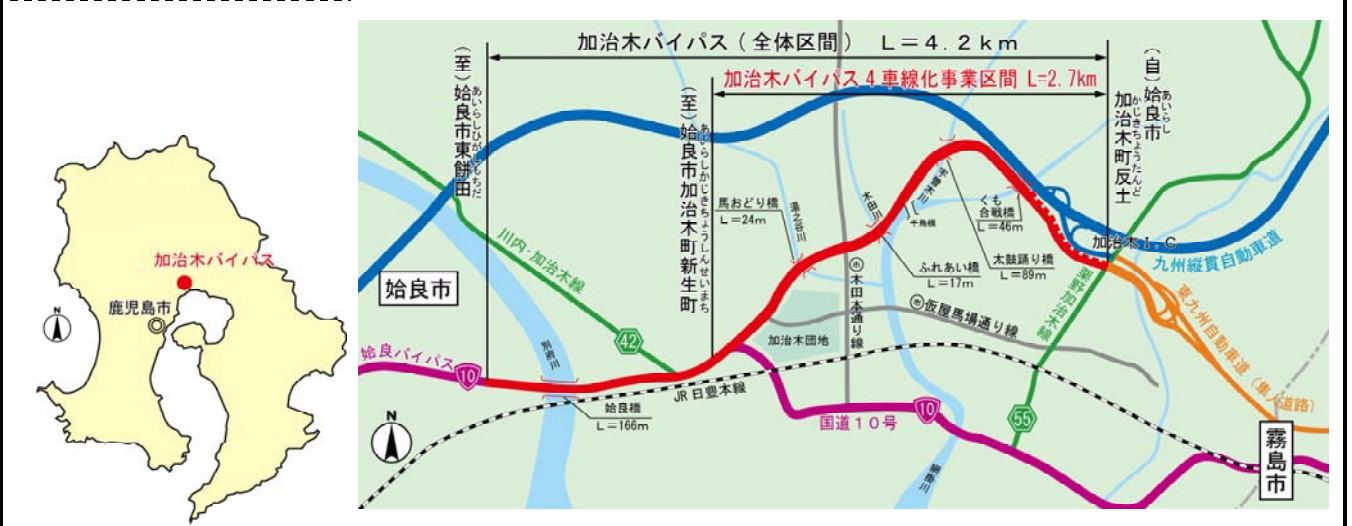 加治木バイパス
鹿児島市
N
加治木バイパス(全体区間) L=4.2km
加治木バイパス4車線化事業区間 L=2.7km
(至)姶良市東餅田
あいらしひがしもちだ
(至)姶良市加治木町新生町
あいらしかじきちょうしんせいまち
(自)姶良市
あいらし
加治木町反土
かじきちょうたんど
馬おどり橋
L=24m
湯之谷川
木田川
千鳥橋
くも
合戦橋
L=46m
太鼓踊り橋
L=89m
ふれあい橋
L=17m
加治木I.C
九州縦貫自動車道
東九州自動車道(隼人道路)
栗野加治木線
55
川内・加治木線
42
姶良市
姶良バイパス
10
別府川
姶良橋
L=166m
JR日豊本線
加治木団地
市
木田本通り線
市
仮屋馬場通り線
国道10号
10
網掛川
霧島市
N